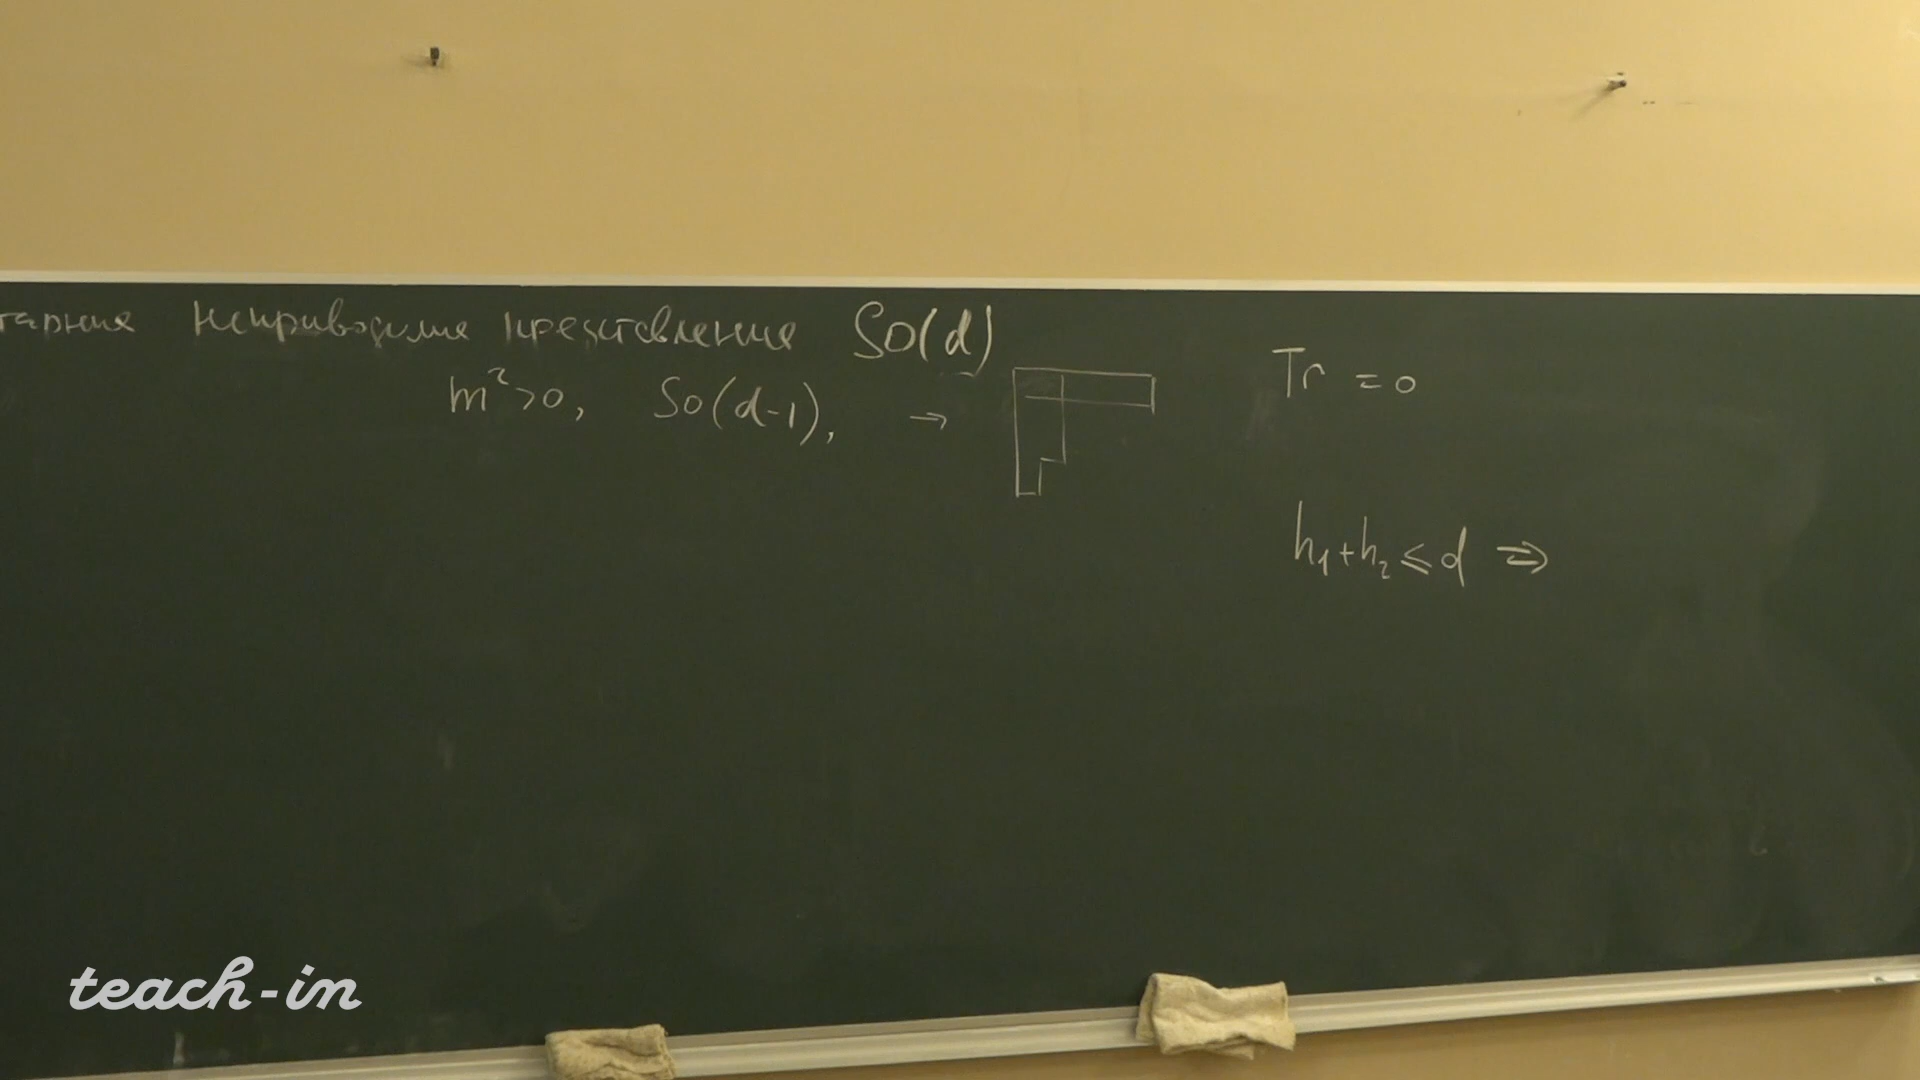 тарные неприводимые представления SO(d)
m²>0, SO(d-1), → Tr = 0
h₁+h₂ ≤ d ⇒
teach-in